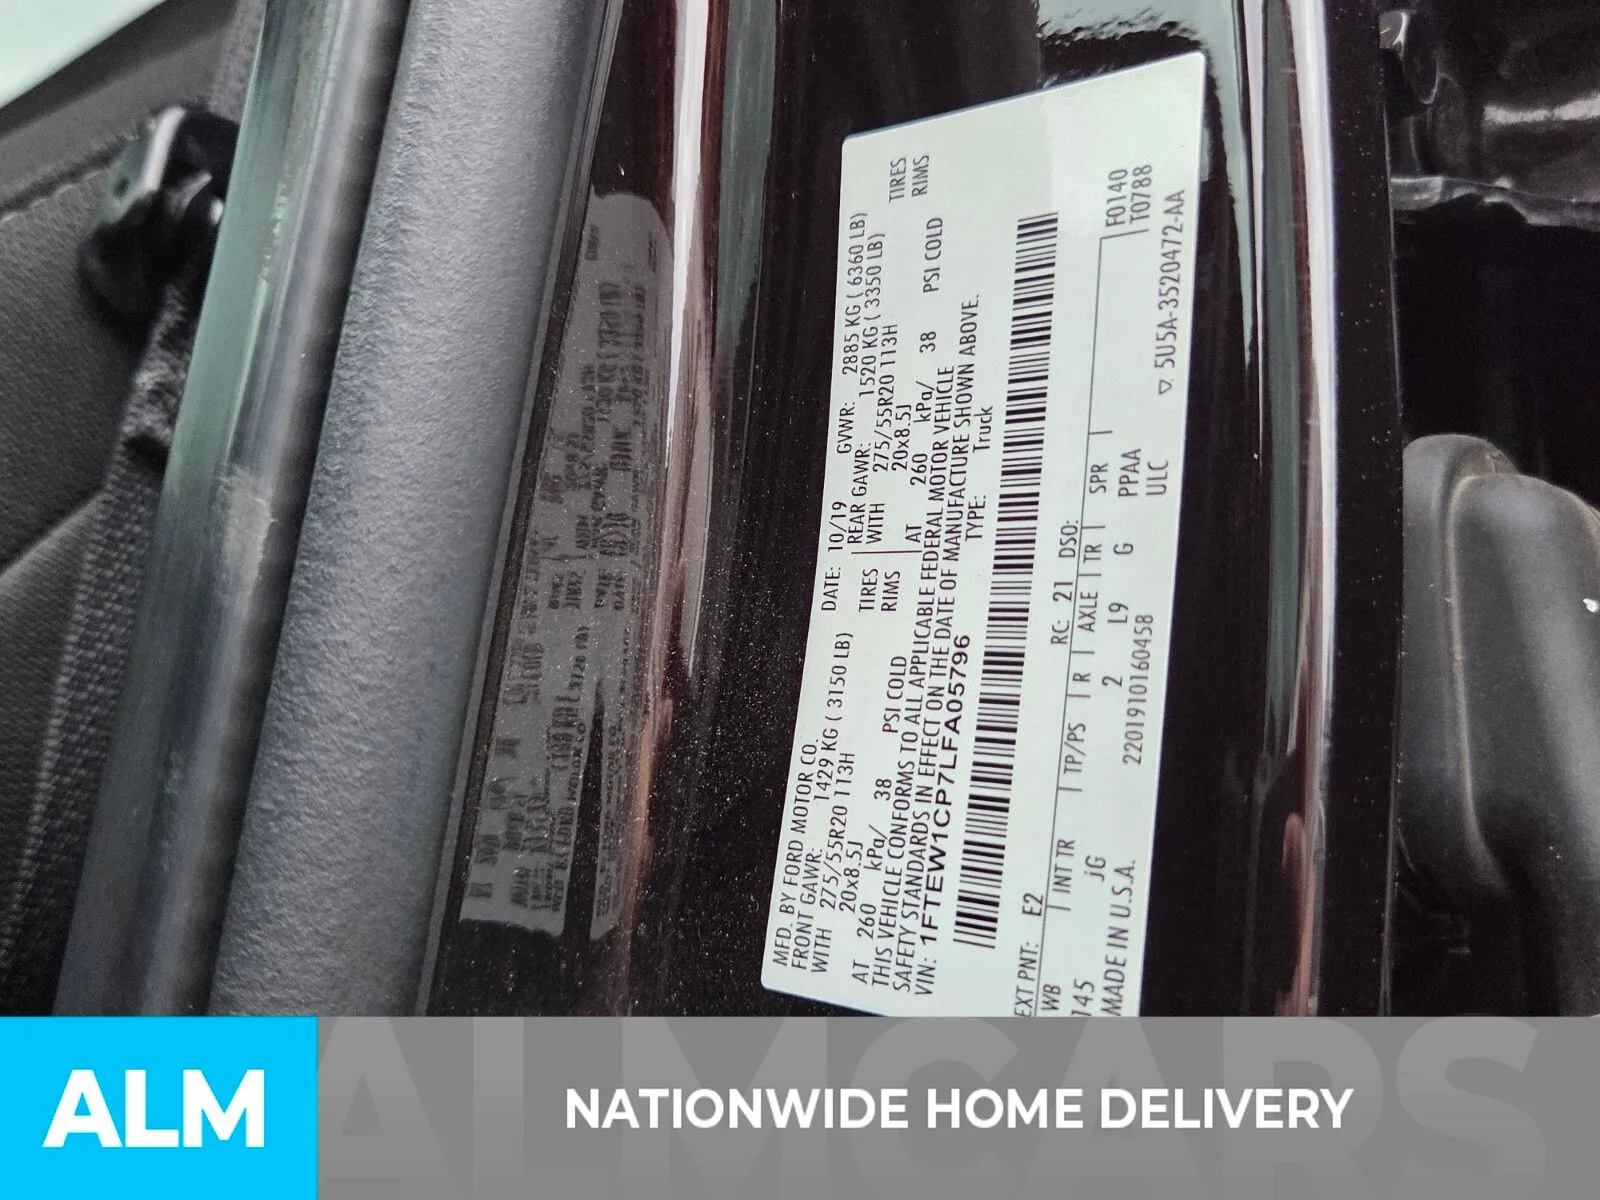 MFD. BY FORD MOTOR CO. DATE: 10/19 GVWR: 2885 KG ( 6360 LB)
FRONT GAWR: 1429 KG ( 3150 LB) REAR GAWR: 1520 KG ( 3350 LB)
WITH 275/55R20 113H TIRES WITH 275/55R20 113H TIRES
20x8.5J RIMS 20x8.5J RIMS
AT 260 kPa/ 38 PSI COLD AT 260 kPa/ 38 PSI COLD
THIS VEHICLE CONFORMS TO ALL APPLICABLE FEDERAL MOTOR VEHICLE
SAFETY STANDARDS IN EFFECT ON THE DATE OF MANUFACTURE SHOWN ABOVE.
VIN: 1FTEW1CP7LFA05796 TYPE: Truck
EXT PNT: E2 RC: 21 DSO: F0140
WB INT TR TP/PS R AXLE TR SPR T0788
145 jG 2 L9 G PPAA
MADE IN U.S.A. 2201910160458 ULC ▽ 5U5A-3520472-AA
ALM
NATIONWIDE HOME DELIVERY
ALMCARS